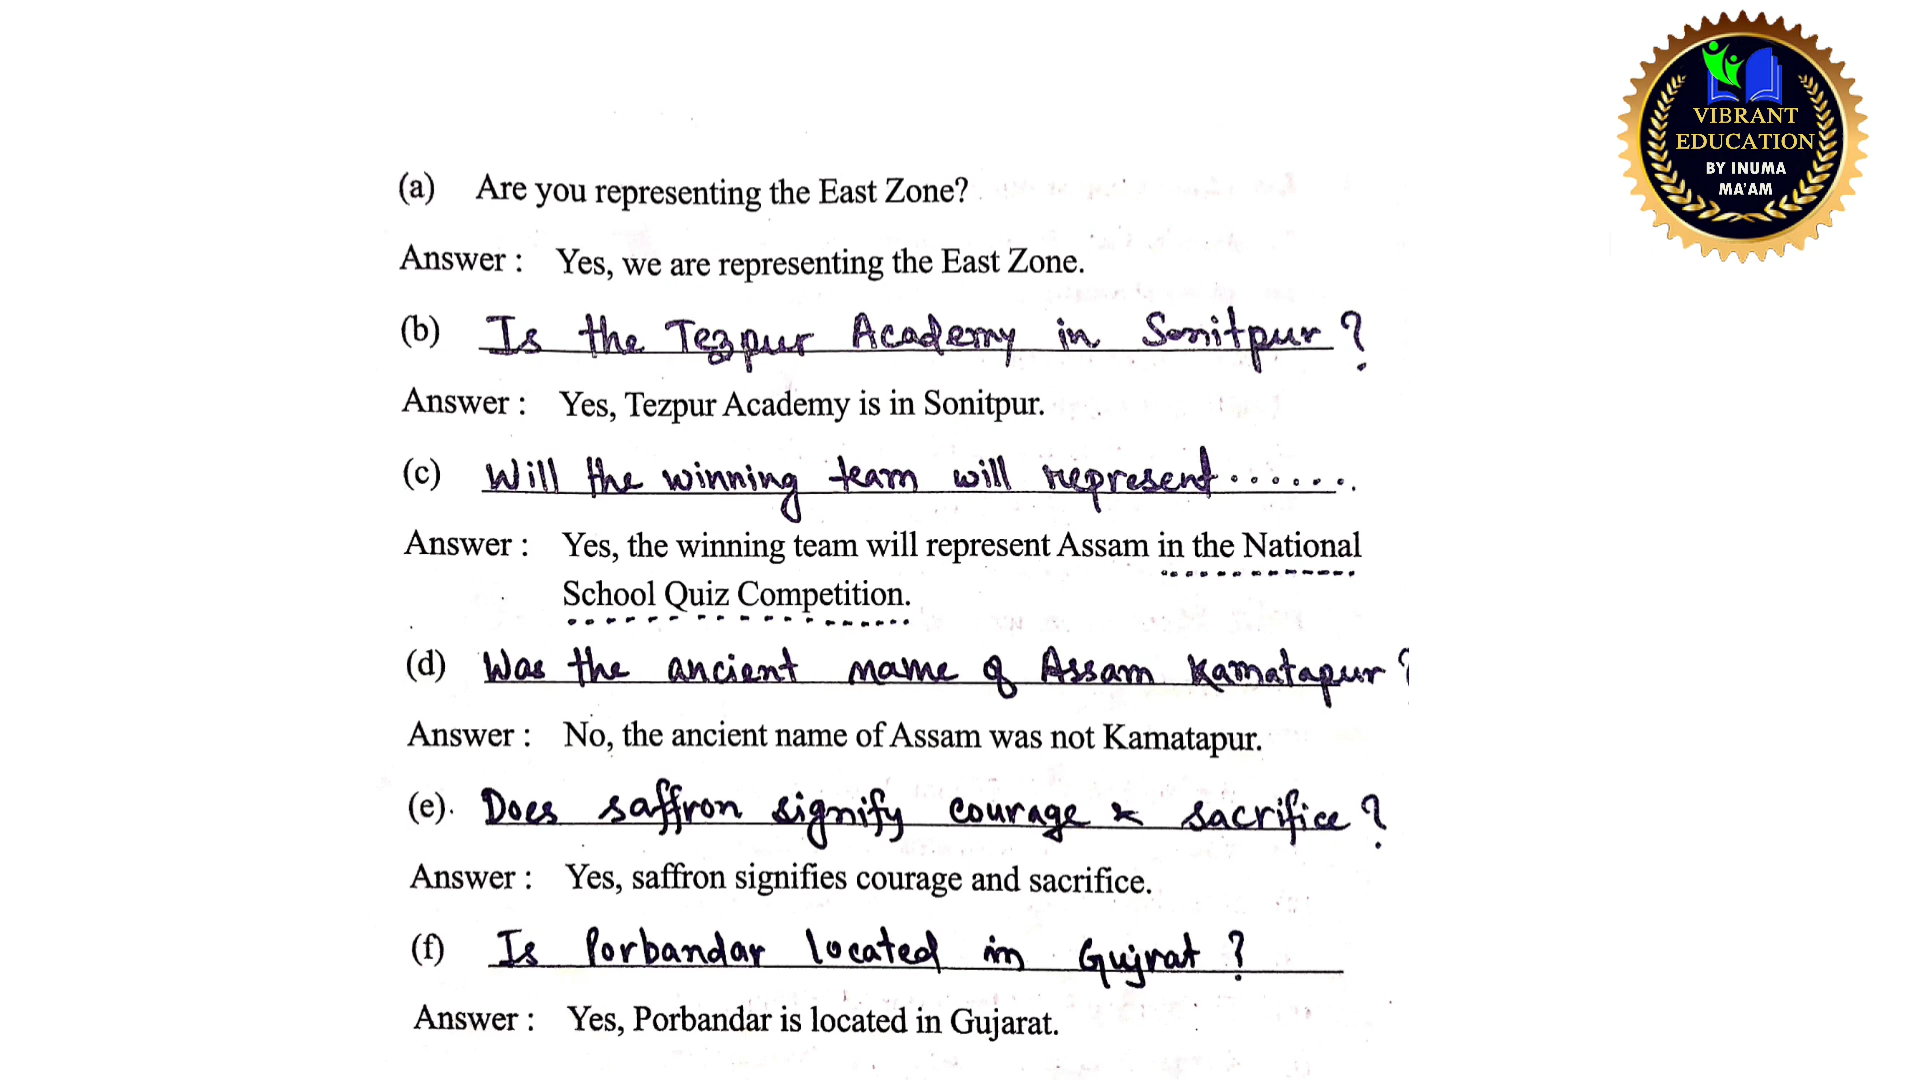 VIBRANT
EDUCATION
BY INUMA
MA'AM
(a) Are you representing the East Zone?
Answer : Yes, we are representing the East Zone.
(b) Is the Tezpur Academy in Sonitpur ?
Answer : Yes, Tezpur Academy is in Sonitpur.
(c) Will the winning team will represent ........
Answer : Yes, the winning team will represent Assam in the National
School Quiz Competition.
(d) Was the ancient name of Assam Kamatapur ?
Answer : No, the ancient name of Assam was not Kamatapur.
(e). Does saffron signify courage & sacrifice ?
Answer : Yes, saffron signifies courage and sacrifice.
(f) Is Porbandar located in Gujrat ?
Answer : Yes, Porbandar is located in Gujarat.